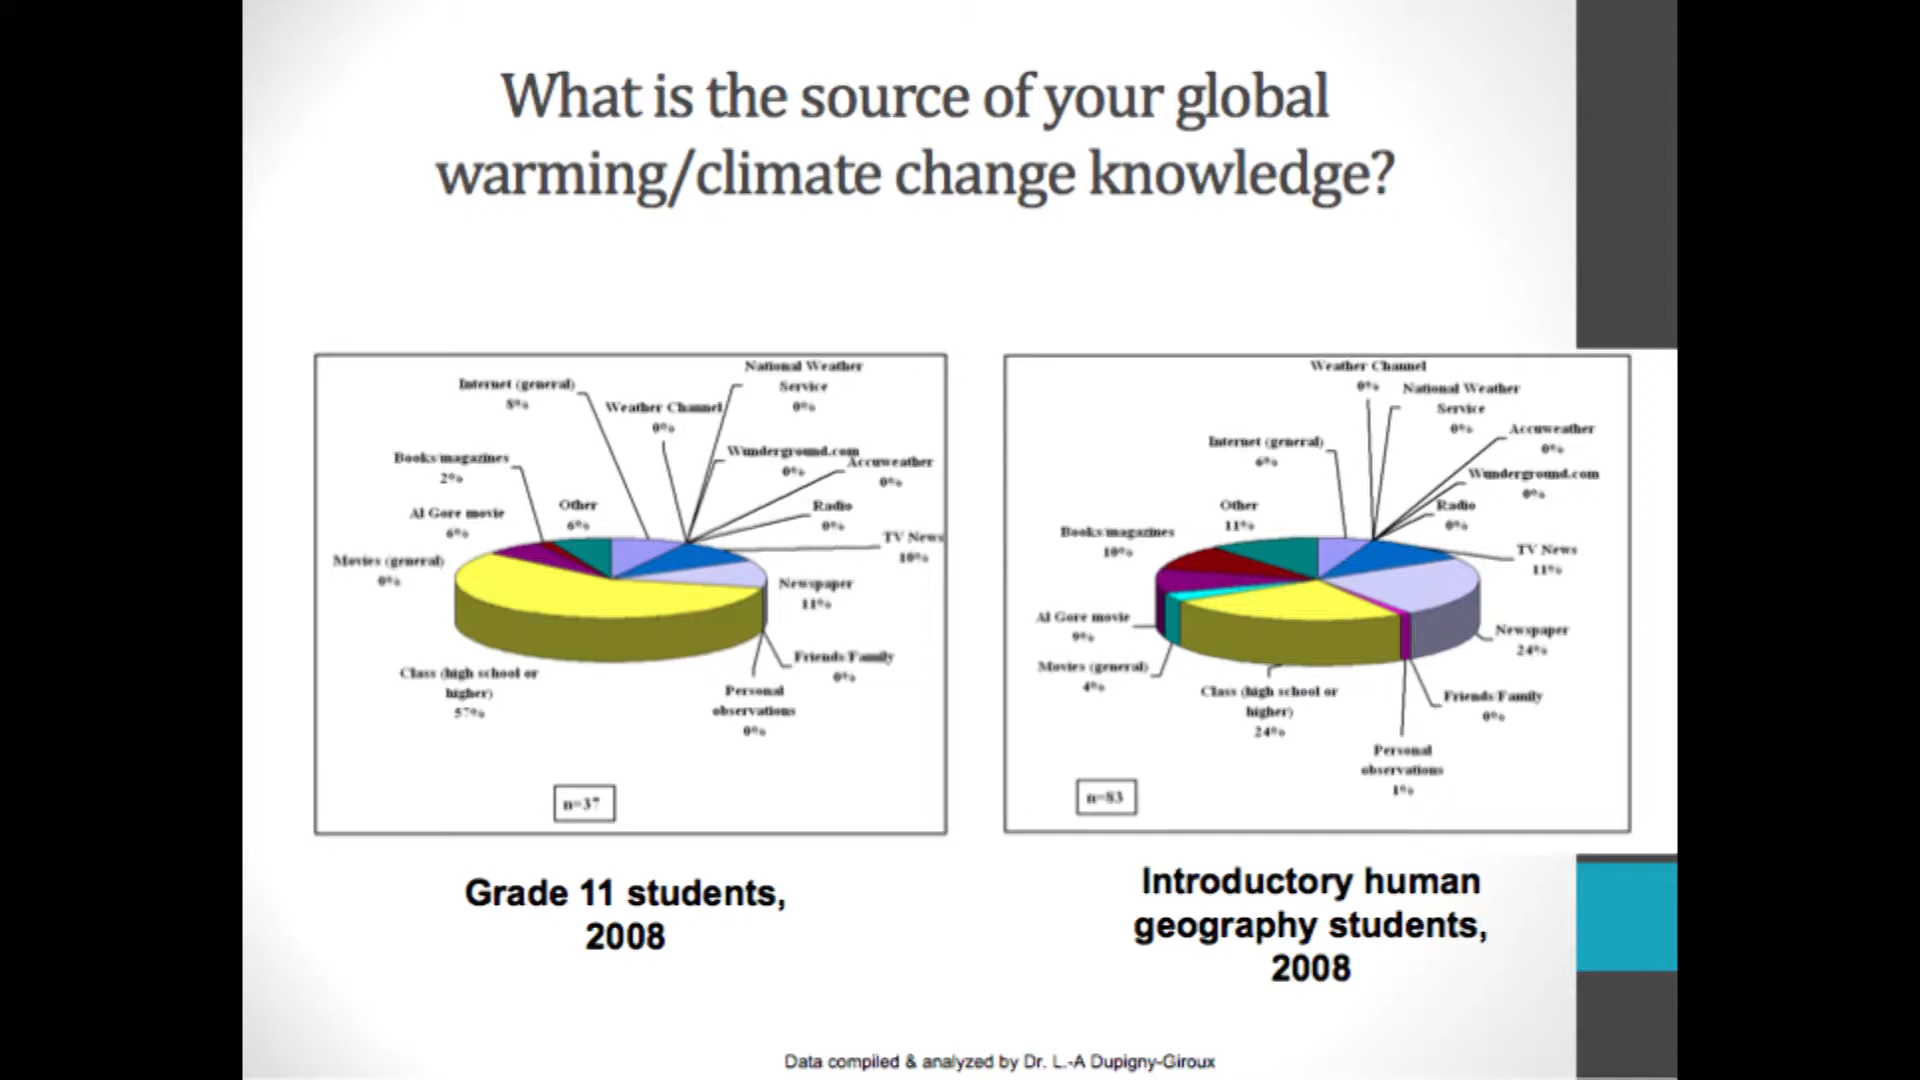 What is the source of your global
warming/climate change knowledge?
National Weather
Service
0%
Internet (general)
8%
Weather Channel
0%
Wunderground.com
0%
Accuweather
0%
Books/magazines
2%
Other
6%
Radio
0%
Al Gore movie
6%
TV News
10%
Movies (general)
0%
Newspaper
11%
Friends/Family
0%
Class (high school or
higher)
57%
Personal
observations
0%
n=37
Grade 11 students,
2008
Weather Channel
0%
National Weather
Service
0%
Accuweather
0%
Internet (general)
6%
Wunderground.com
0%
Other
11%
Radio
0%
Books/magazines
10%
TV News
11%
Al Gore movie
9%
Newspaper
24%
Movies (general)
4%
Class (high school or
higher)
24%
Friends/Family
0%
Personal
observations
1%
n=83
Introductory human
geography students,
2008
Data compiled & analyzed by Dr. L.-A Dupigny-Giroux